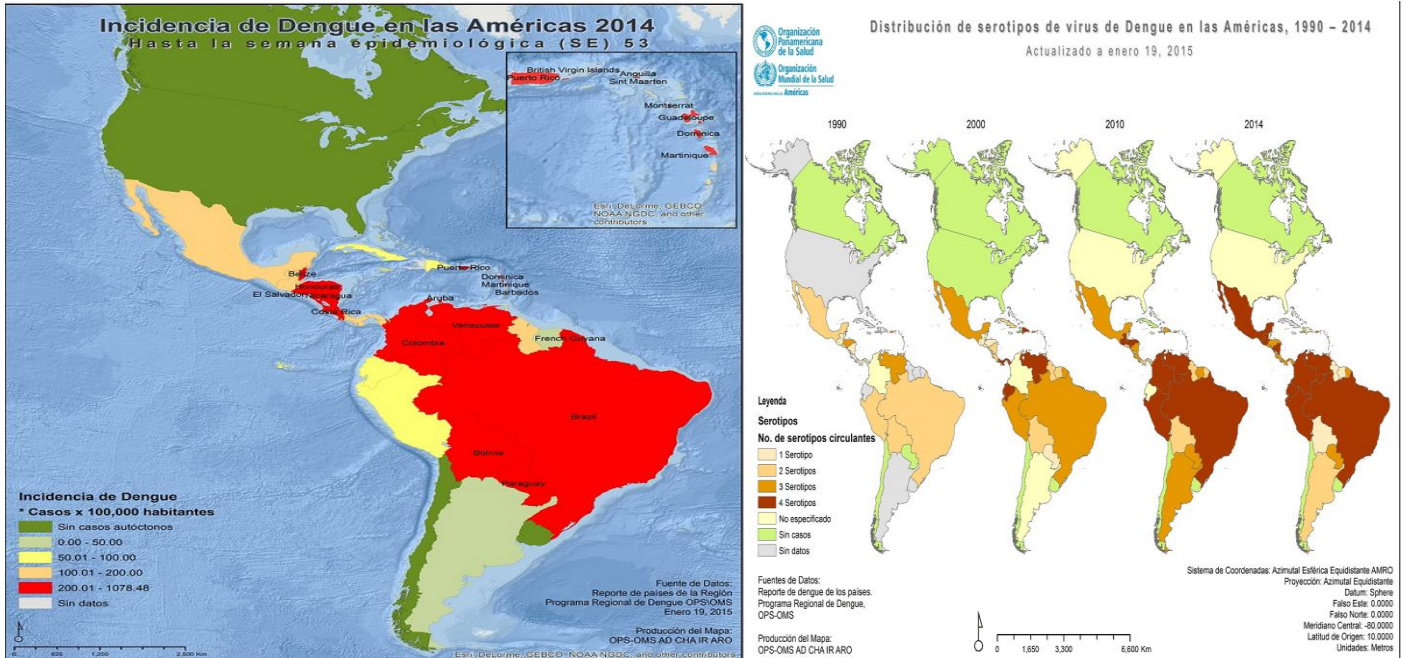 Incidencia de Dengue en las Américas 2014
Hasta la semana epidemiológica (SE) 53
British Virgin Islands
Puerto Rico
Anguilla
Sint Maarten
Montserrat
Guadeloupe
Dominica
Martinique
Esri, DeLorme, GEBCO,
NOAA NGDC, and other
contributors
Belize
Honduras
El Salvador
Nicaragua
Costa Rica
Puerto Rico
Dominica
Martinique
Barbados
Aruba
Venezuela
Colombia
French Guyana
Brazil
Bolivia
Paraguay
Incidencia de Dengue
* Casos x 100,000 habitantes
Sin casos autóctonos
0.00 - 50.00
50.01 - 100.00
100.01 - 200.00
200.01 - 1078.48
Sin datos
0 625 1,250 2,500 Km
Fuente de Datos:
Reporte de países de la Región
Programa Regional de Dengue OPS\OMS
Enero 19, 2015
Producción del Mapa:
OPS-OMS AD CHA IR ARO
Esri, DeLorme, GEBCO, NOAA NGDC, and other contributors
Organización
Panamericana
de la Salud
Organización
Mundial de la Salud
Américas
Distribución de serotipos de virus de Dengue en las Américas, 1990 – 2014
Actualizado a enero 19, 2015
1990
2000
2010
2014
Leyenda
Serotipos
No. de serotipos circulantes
1 Serotipo
2 Serotipos
3 Serotipos
4 Serotipos
No especificado
Sin casos
Sin datos
Fuentes de Datos:
Reporte de dengue de los países.
Programa Regional de Dengue,
OPS-OMS
Producción del Mapa:
OPS-OMS AD CHA IR ARO
0 1,650 3,300 6,600 Km
Sistema de Coordenadas: Azimutal Esférica Equidistante AMRO
Proyección: Azimutal Equidistante
Datum: Sphere
Falso Este: 0.0000
Falso Norte: 0.0000
Meridiano Central: -80.0000
Latitud de Origen: 10.0000
Unidades: Metros